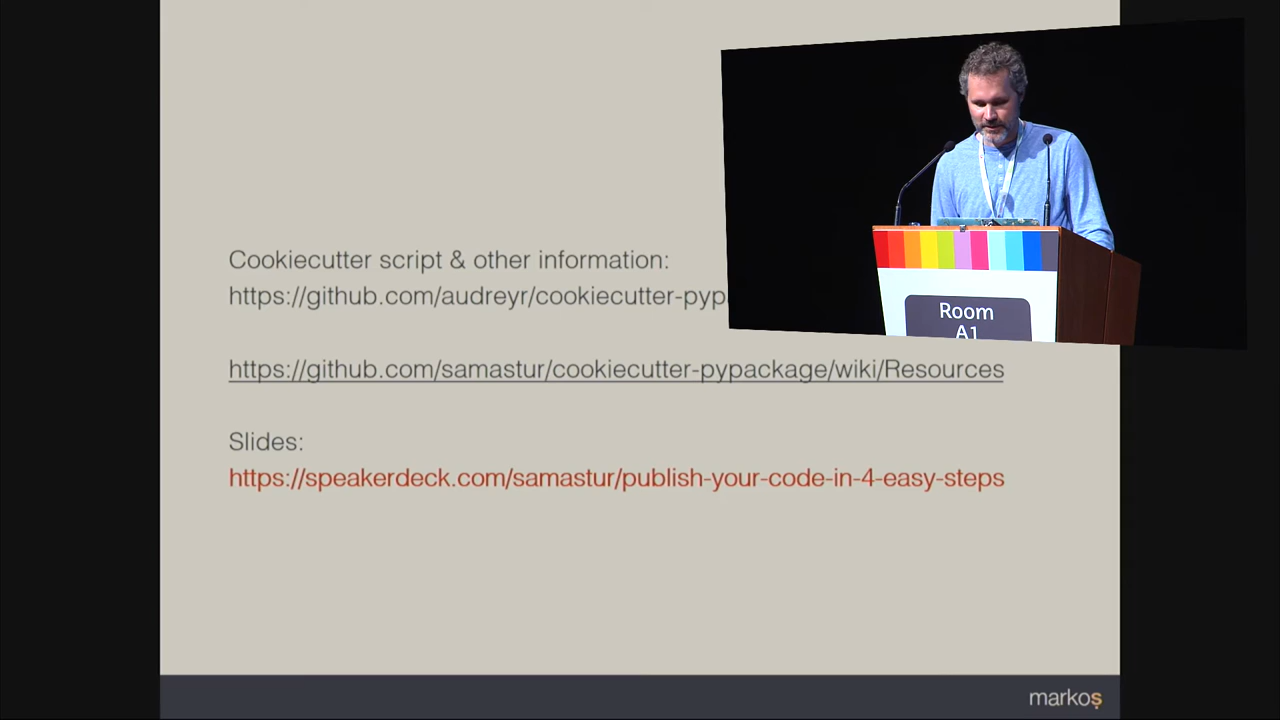 Cookiecutter script & other information:
https://github.com/audreyr/cookiecutter-pyp
https://github.com/samastur/cookiecutter-pypackage/wiki/Resources
Slides:
https://speakerdeck.com/samastur/publish-your-code-in-4-easy-steps
Room
A1
markoș